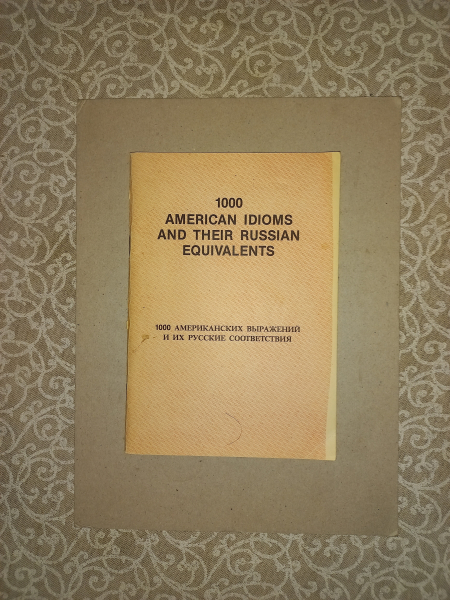 1000
AMERICAN IDIOMS
AND THEIR RUSSIAN
EQUIVALENTS
1000 АМЕРИКАНСКИХ ВЫРАЖЕНИЙ
И ИХ РУССКИЕ СООТВЕТСТВИЯ